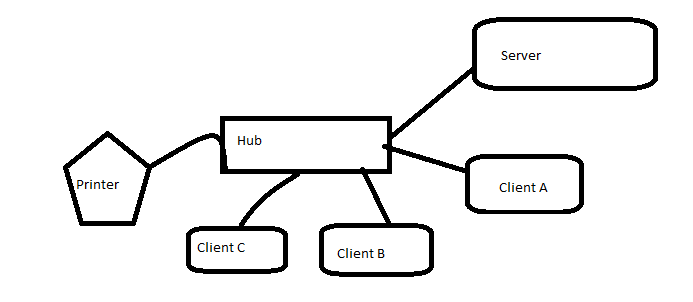 Server
Hub
Printer
Client A
Client C
Client B